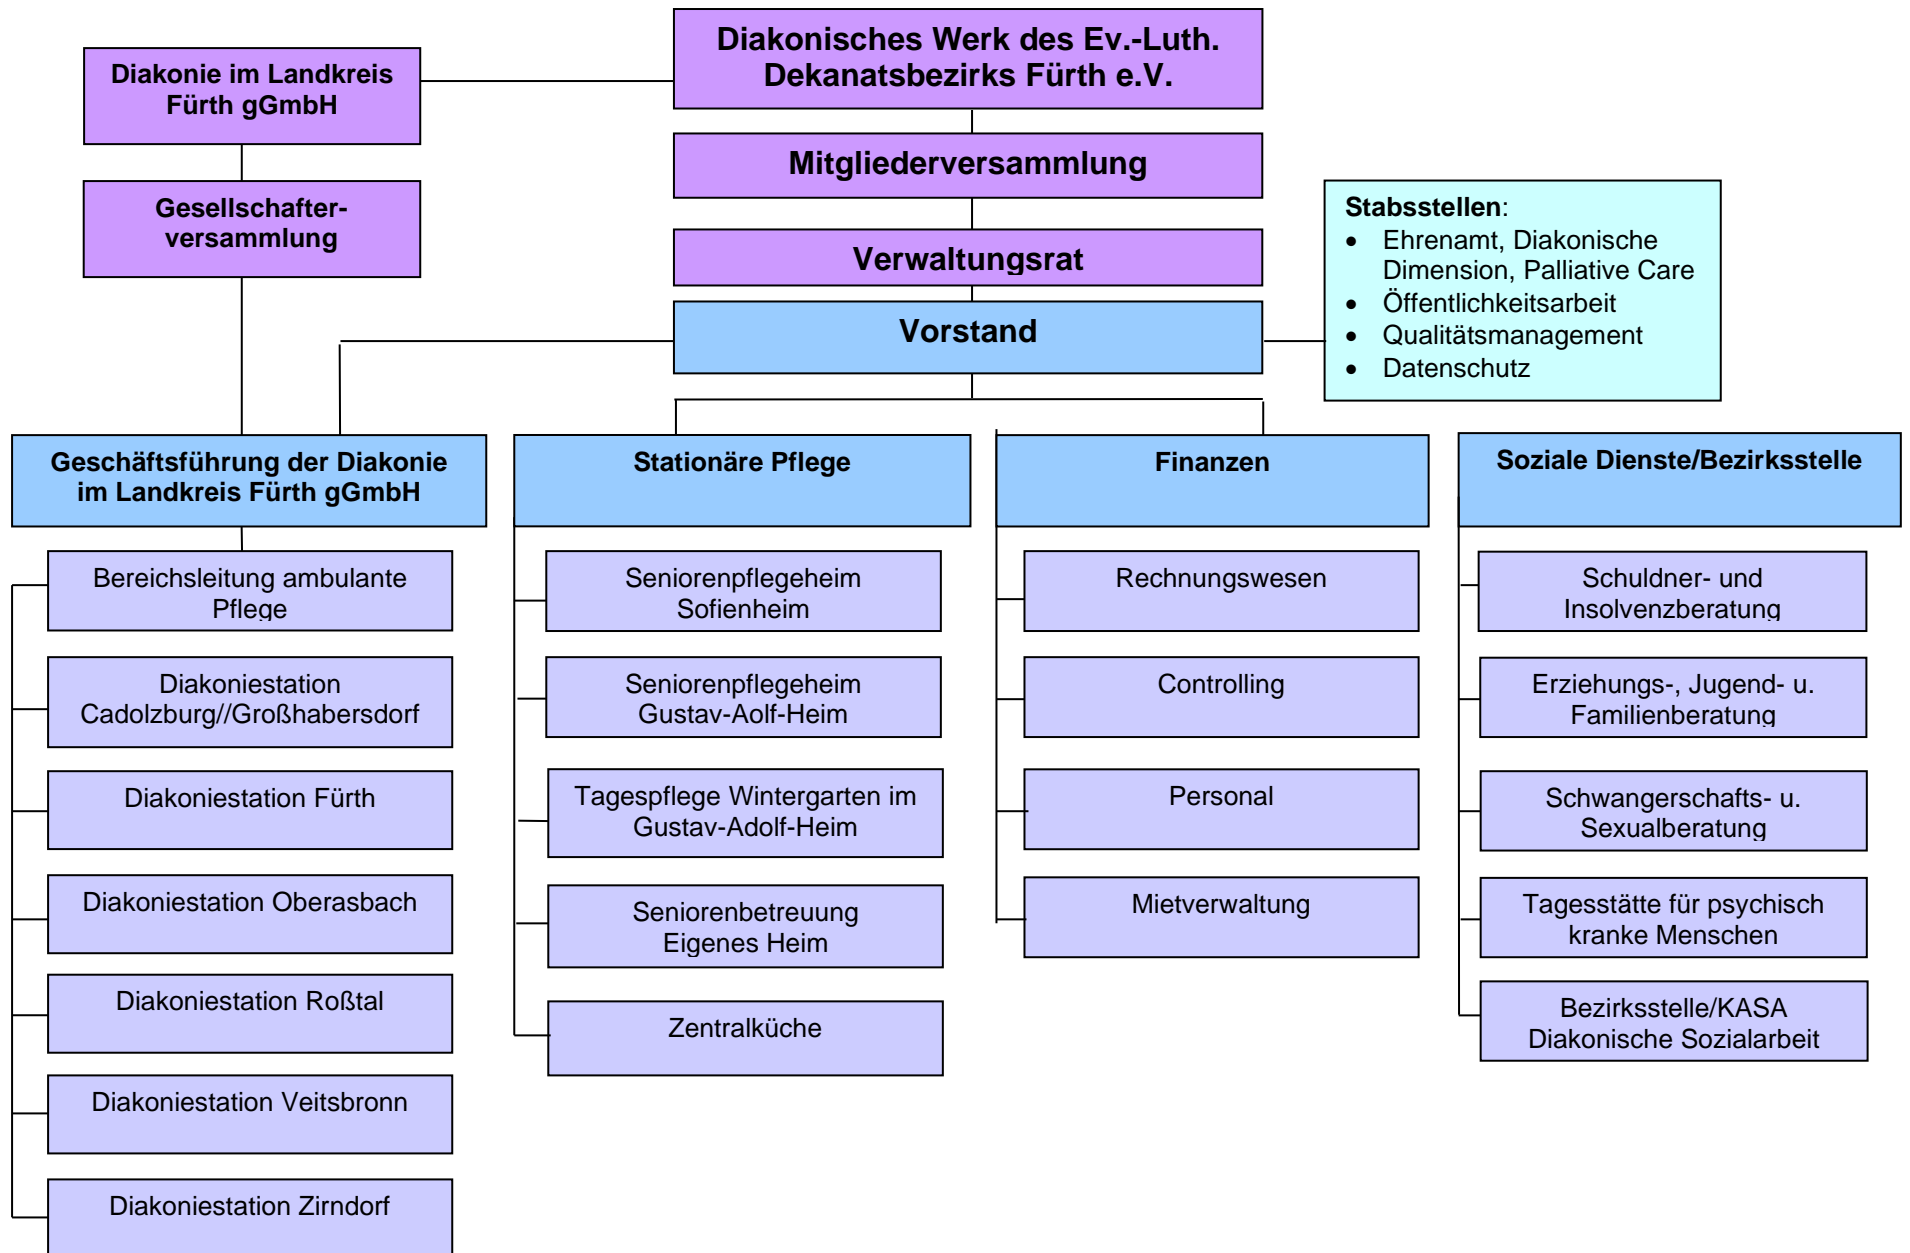 Diakonisches Werk des Ev.-Luth.
Dekanatsbezirks Fürth e.V.
Diakonie im Landkreis
Fürth gGmbH
Mitgliederversammlung
Gesellschafter-
versammlung
Verwaltungsrat
Vorstand
Stabsstellen:
• Ehrenamt, Diakonische
Dimension, Palliative Care
• Öffentlichkeitsarbeit
• Qualitätsmanagement
• Datenschutz
Geschäftsführung der Diakonie
im Landkreis Fürth gGmbH
Bereichsleitung ambulante
Pflege
Diakoniestation
Cadolzburg//Großhabersdorf
Diakoniestation Fürth
Diakoniestation Oberasbach
Diakoniestation Roßtal
Diakoniestation Veitsbronn
Diakoniestation Zirndorf
Stationäre Pflege
Seniorenpflegeheim
Sofienheim
Seniorenpflegeheim
Gustav-Aolf-Heim
Tagespflege Wintergarten im
Gustav-Adolf-Heim
Seniorenbetreuung
Eigenes Heim
Zentralküche
Finanzen
Rechnungswesen
Controlling
Personal
Mietverwaltung
Soziale Dienste/Bezirksstelle
Schuldner- und
Insolvenzberatung
Erziehungs-, Jugend- u.
Familienberatung
Schwangerschafts- u.
Sexualberatung
Tagesstätte für psychisch
kranke Menschen
Bezirksstelle/KASA
Diakonische Sozialarbeit